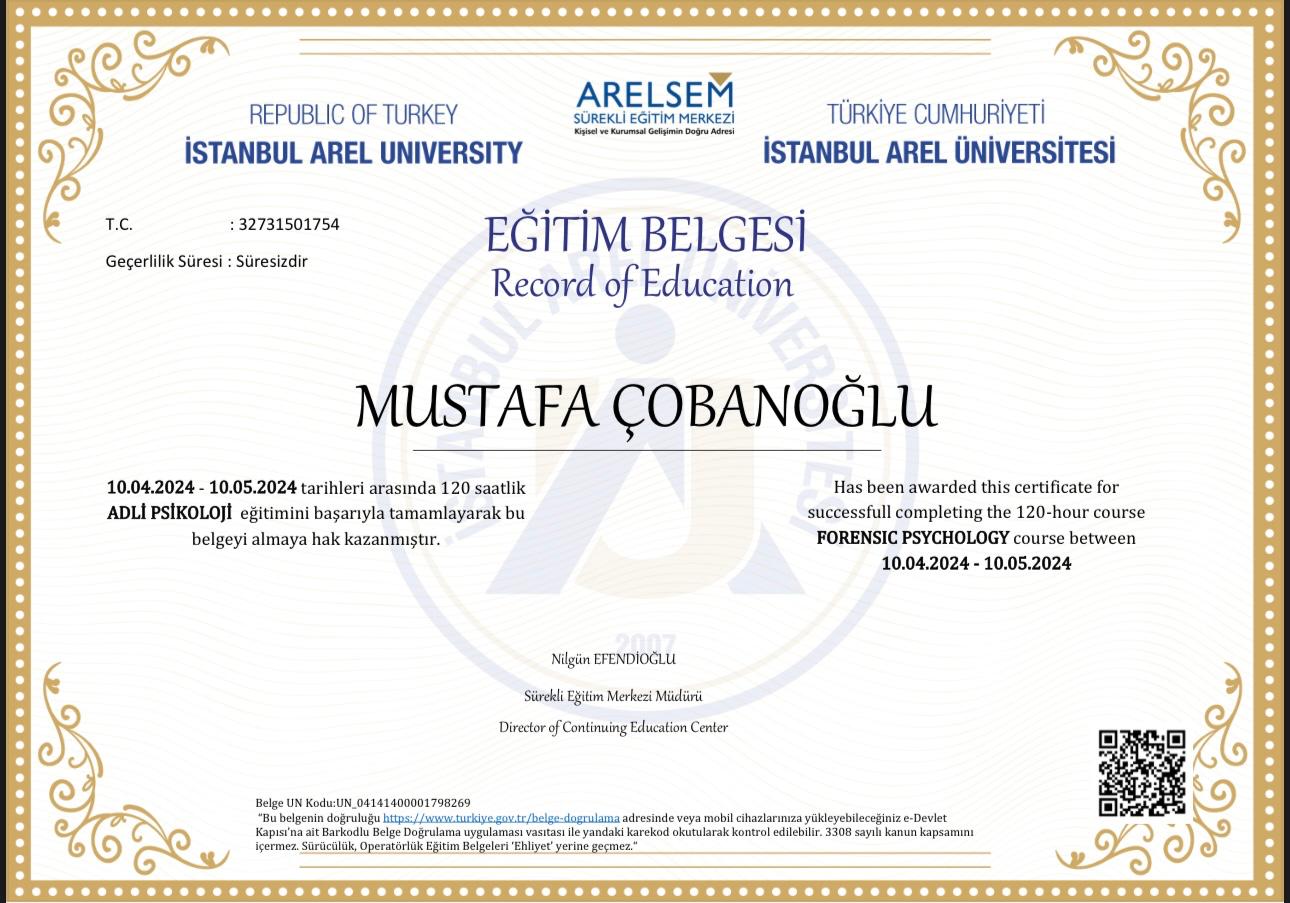 ARELSEM
SÜREKLİ EĞİTİM MERKEZİ
Kişisel ve Kurumsal Gelişimin Doğru Adresi
REPUBLIC OF TURKEY
İSTANBUL AREL UNIVERSITY
TÜRKİYE CUMHURİYETİ
İSTANBUL AREL ÜNİVERSİTESİ
T.C. : 32731501754
Geçerlilik Süresi : Süresizdir
EĞİTİM BELGESİ
Record of Education
İSTANBUL AREL ÜNİVERSİTESİ
MUSTAFA ÇOBANOĞLU
10.04.2024 - 10.05.2024 tarihleri arasında 120 saatlik
ADLİ PSİKOLOJİ eğitimini başarıyla tamamlayarak bu
belgeyi almaya hak kazanmıştır.
Has been awarded this certificate for
successfull completing the 120-hour course
FORENSIC PSYCHOLOGY course between
10.04.2024 - 10.05.2024
2007
Nilgün EFENDİOĞLU
Sürekli Eğitim Merkezi Müdürü
Director of Continuing Education Center
Belge UN Kodu:UN_04141400001798269
"Bu belgenin doğruluğu https://www.turkiye.gov.tr/belge-dogrulama adresinde veya mobil cihazlarınıza yükleyebileceğiniz e-Devlet
Kapısı'na ait Barkodlu Belge Doğrulama uygulaması vasıtası ile yandaki karekod okutularak kontrol edilebilir. 3308 sayılı kanun kapsamını
içermez. Sürücülük, Operatörlük Eğitim Belgeleri 'Ehliyet' yerine geçmez."